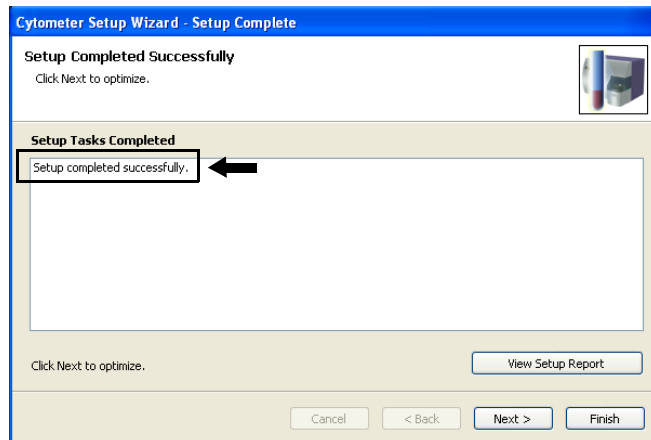 Cytometer Setup Wizard - Setup Complete
Setup Completed Successfully
Click Next to optimize.
Setup Tasks Completed
Setup completed successfully.
Click Next to optimize.
View Setup Report
Cancel
< Back
Next >
Finish